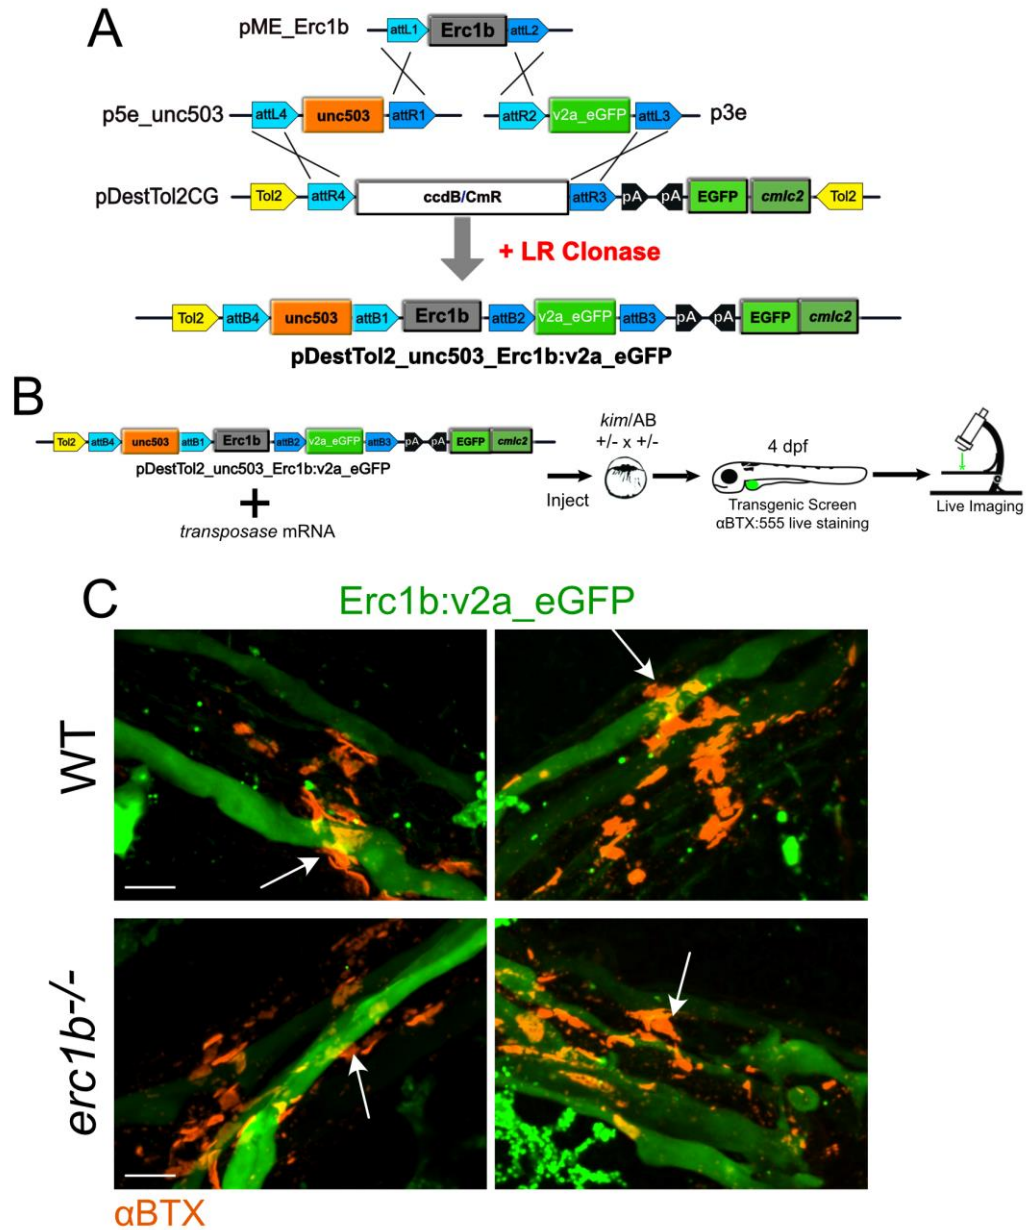 A
pME_Erc1b
attL1 Erc1b attL2
p5e_unc503
attL4 unc503 attR1
attR2 v2a_eGFP attL3
p3e
pDestTol2CG
Tol2 attR4 ccdB/CmR attR3 pA pA EGFP cmlc2 Tol2
+ LR Clonase
Tol2 attB4 unc503 attB1 Erc1b attB2 v2a_eGFP attB3 pA pA EGFP cmlc2
pDestTol2_unc503_Erc1b:v2a_eGFP
B
Tol2 attB4 unc503 attB1 Erc1b attB2 v2a_eGFP attB3 pA pA EGFP cmlc2
pDestTol2_unc503_Erc1b:v2a_eGFP
+
transposase mRNA
Inject
kim/AB
+/- x +/-
4 dpf
Transgenic Screen
αBTX:555 live staining
Live Imaging
C
Erc1b:v2a_eGFP
WT
erc1b-/-
αBTX